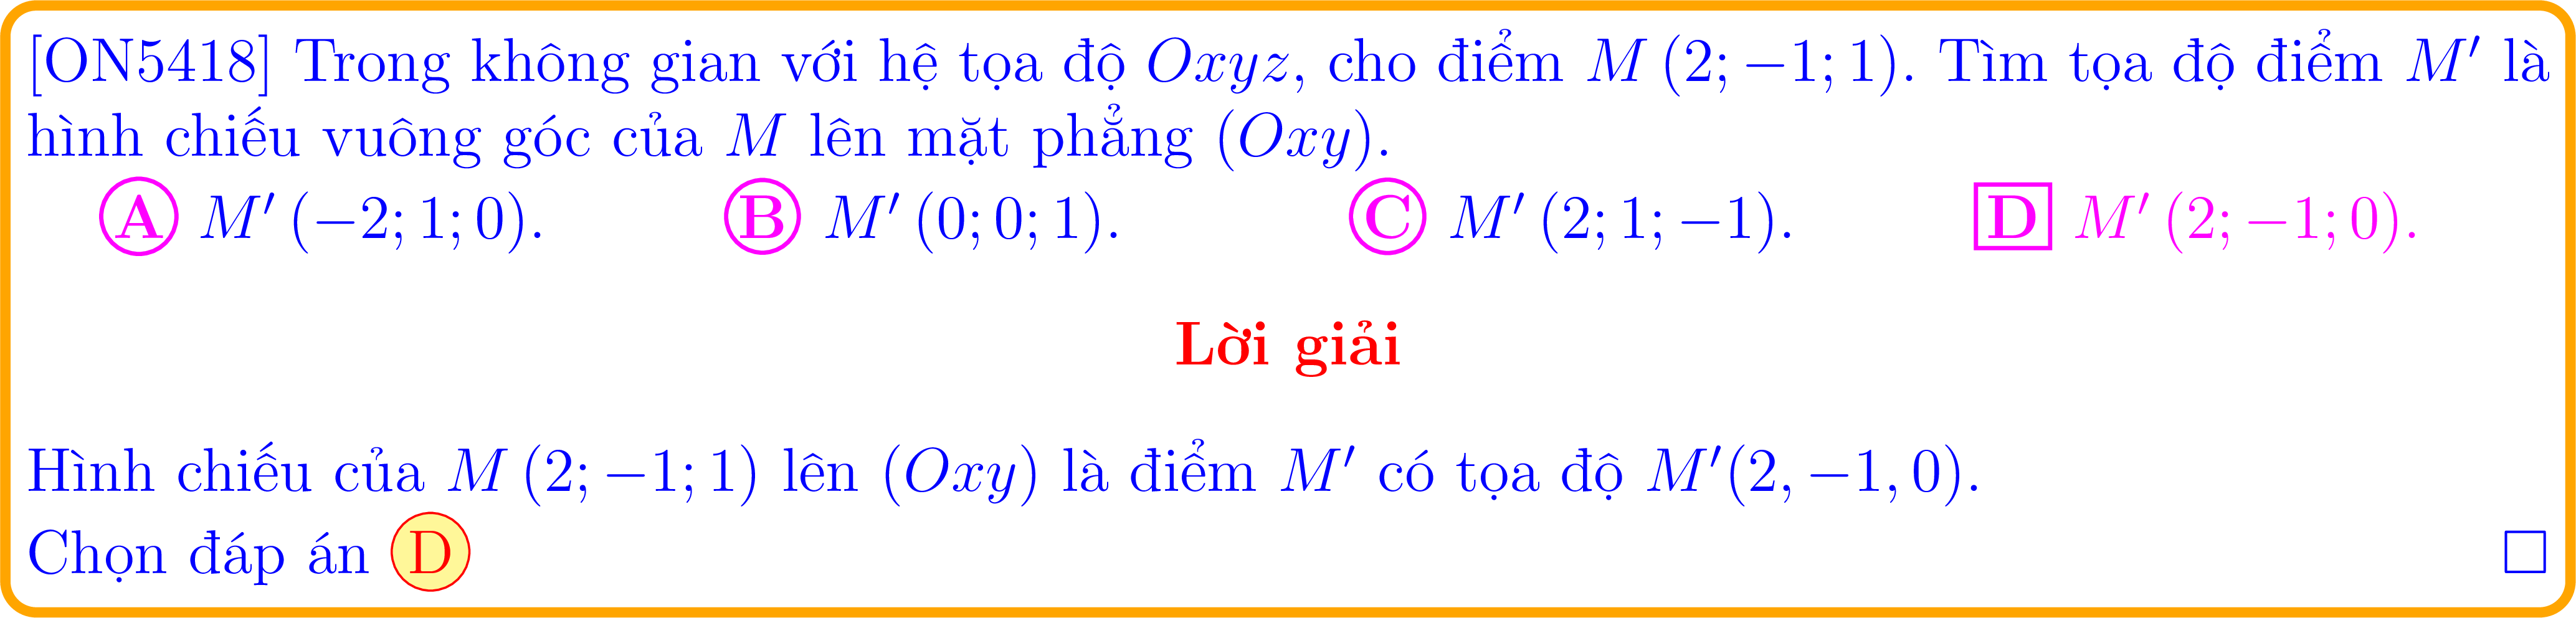 [ON5418] Trong không gian với hệ tọa độ Oxyz, cho điểm M (2; −1; 1). Tìm tọa độ điểm M′ là
hình chiếu vuông góc của M lên mặt phẳng (Oxy).
A M′ (−2; 1; 0). B M′ (0; 0; 1). C M′ (2; 1; −1). D M′ (2; −1; 0).
Lời giải
Hình chiếu của M (2; −1; 1) lên (Oxy) là điểm M′ có tọa độ M′(2, −1, 0).
Chọn đáp án D □